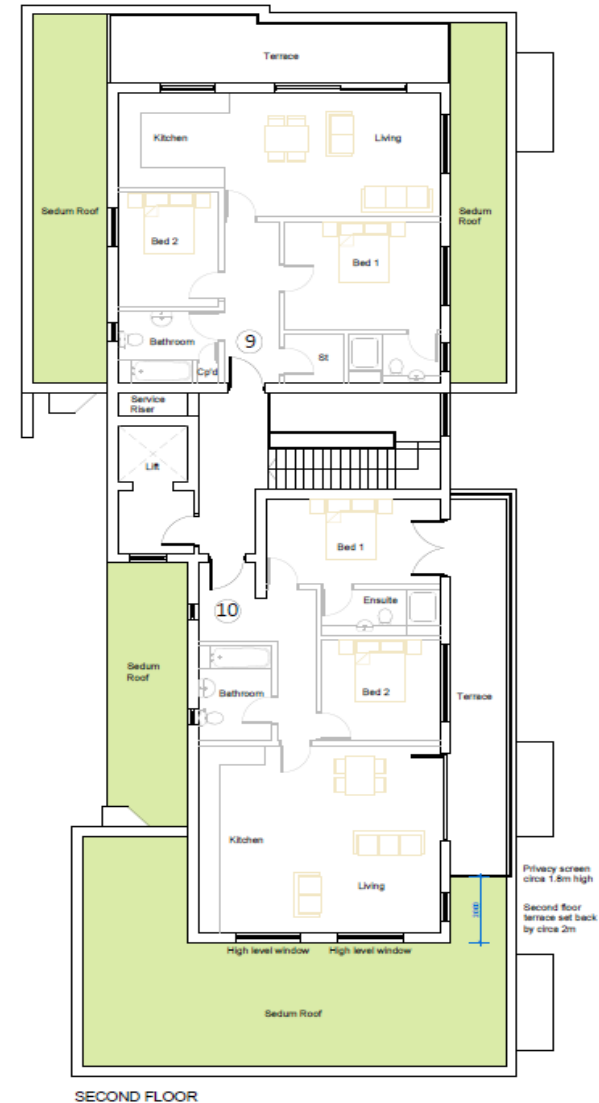 Terrace
Kitchen
Living
Sedum Roof
Sedum
Roof
Bed 2
Bed 1
Bathroom
9
St
Cp'd
Service
Riser
Lift
Bed 1
Ensuite
10
Sedum
Roof
Bathroom
Bed 2
Terrace
Kitchen
Living
Privacy screen
circa 1.8m high
Second floor
terrace set back
by circa 2m
High level window
High level window
Sedum Roof
SECOND FLOOR